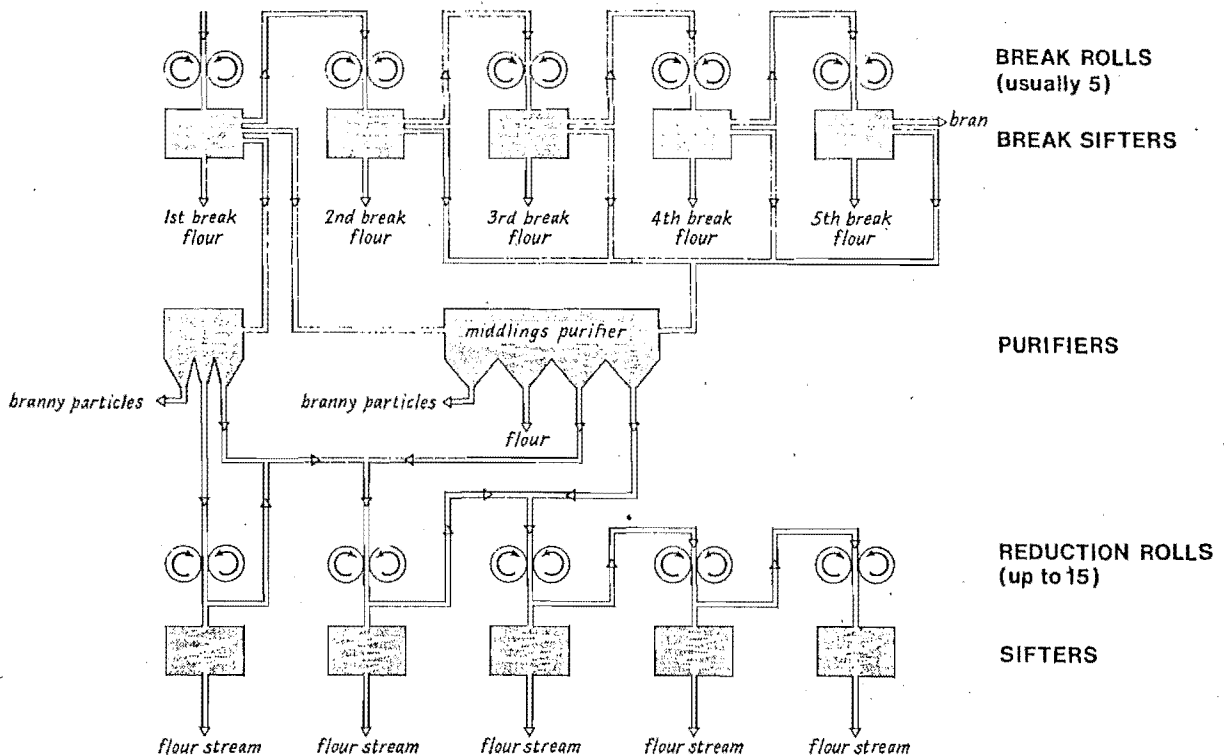 BREAK ROLLS
(usually 5)
bran
BREAK SIFTERS
1st break
flour
2nd break
flour
3rd break
flour
4th break
flour
5th break
flour
middlings purifier
PURIFIERS
branny particles
branny particles
flour
REDUCTION ROLLS
(up to 15)
SIFTERS
flour stream
flour stream
flour stream
flour stream
flour stream